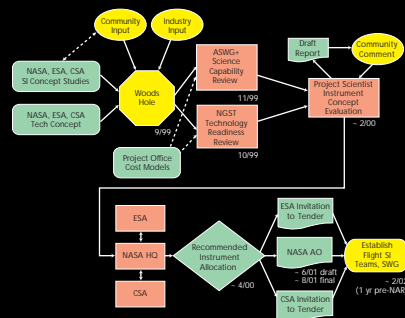 Community
Input
Industry
Input
NASA, ESA, CSA
SI Concept Studies
NASA, ESA, CSA
Tech Concept
Woods
Hole
9/99
Project Office
Cost Models
ASWG+
Science
Capability
Review
11/99
NGST
Technology
Readiness
Review
10/99
Draft
Report
Community
Comment
Project Scientist
Instrument
Concept
Evaluation
~ 2/00
ESA
NASA HQ
CSA
Recommended
Instrument
Allocation
~ 4/00
ESA Invitation
to Tender
NASA AO
~ 6/01 draft
~ 8/01 final
CSA Invitation
to Tender
Establish
Flight SI
Teams, SWG
~ 2/02
(1 yr pre-NAR)